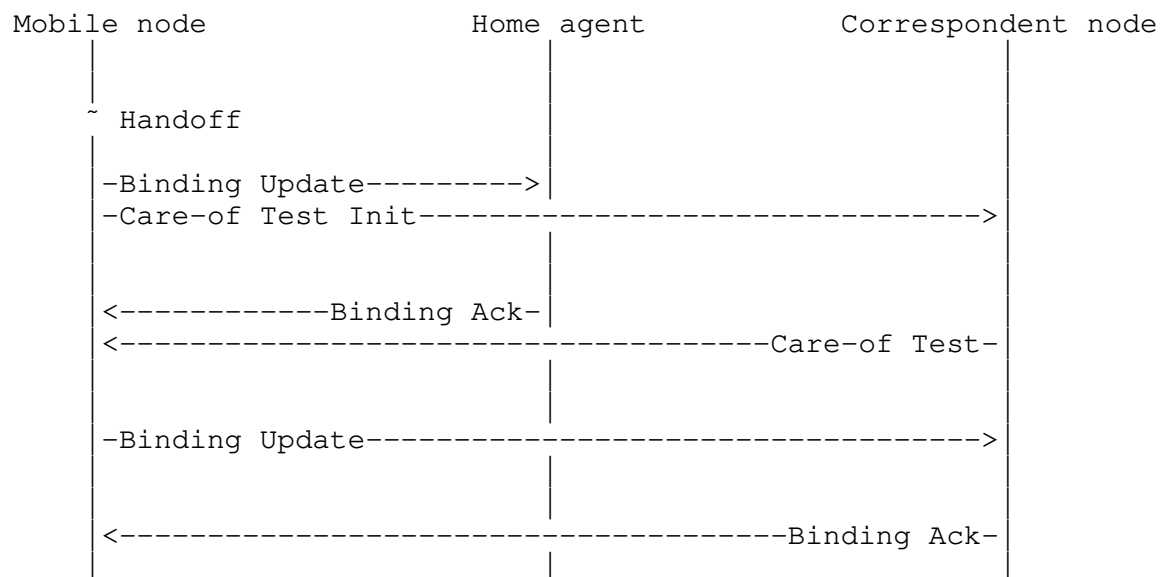 Mobile node Home agent Correspondent node
~ Handoff
-Binding Update--------->
-Care-of Test Init-------------------------------->
<------------Binding Ack-
<-------------------------------------Care-of Test-
-Binding Update----------------------------------->
<--------------------------------------Binding Ack-